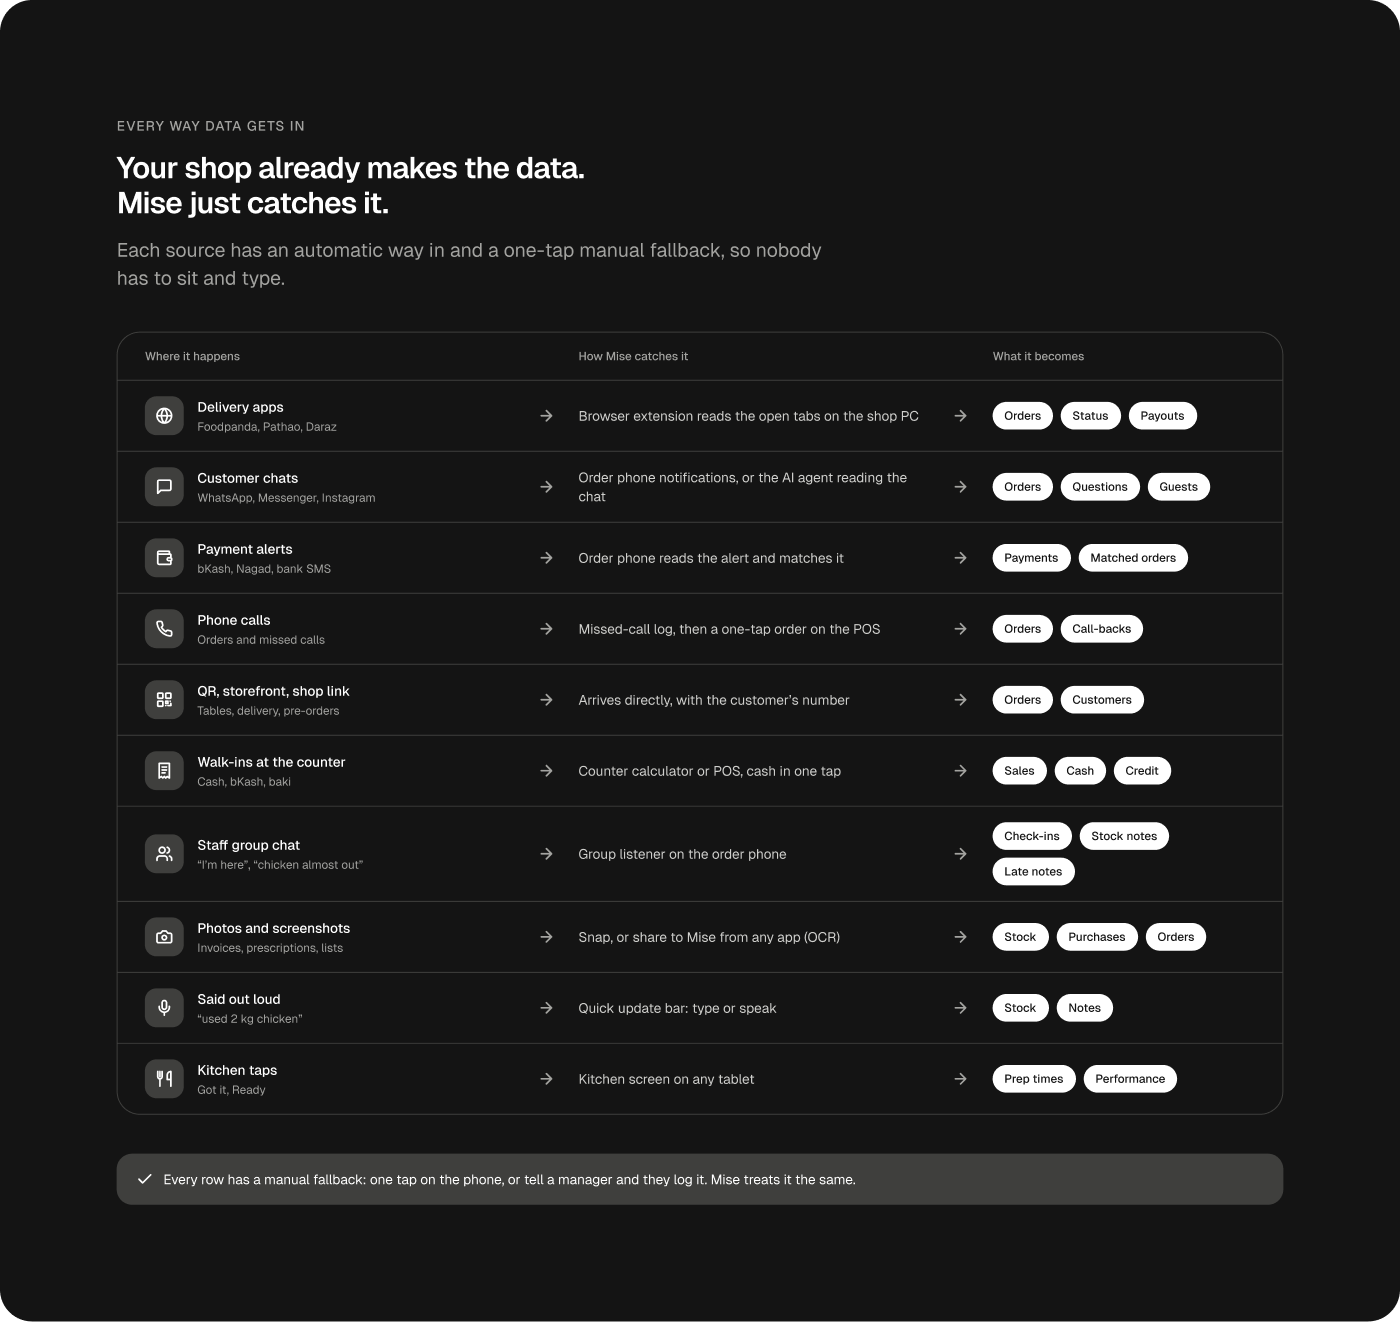 EVERY WAY DATA GETS IN
Your shop already makes the data.
Mise just catches it.
Each source has an automatic way in and a one-tap manual fallback, so nobody
has to sit and type.
Where it happens
How Mise catches it
What it becomes
Delivery apps
Foodpanda, Pathao, Daraz
Browser extension reads the open tabs on the shop PC
Orders
Status
Payouts
Customer chats
WhatsApp, Messenger, Instagram
Order phone notifications, or the AI agent reading the
chat
Orders
Questions
Guests
Payment alerts
bKash, Nagad, bank SMS
Order phone reads the alert and matches it
Payments
Matched orders
Phone calls
Orders and missed calls
Missed-call log, then a one-tap order on the POS
Orders
Call-backs
QR, storefront, shop link
Tables, delivery, pre-orders
Arrives directly, with the customer’s number
Orders
Customers
Walk-ins at the counter
Cash, bKash, baki
Counter calculator or POS, cash in one tap
Sales
Cash
Credit
Staff group chat
“I’m here”, “chicken almost out”
Group listener on the order phone
Check-ins
Stock notes
Late notes
Photos and screenshots
Invoices, prescriptions, lists
Snap, or share to Mise from any app (OCR)
Stock
Purchases
Orders
Said out loud
“used 2 kg chicken”
Quick update bar: type or speak
Stock
Notes
Kitchen taps
Got it, Ready
Kitchen screen on any tablet
Prep times
Performance
Every row has a manual fallback: one tap on the phone, or tell a manager and they log it. Mise treats it the same.